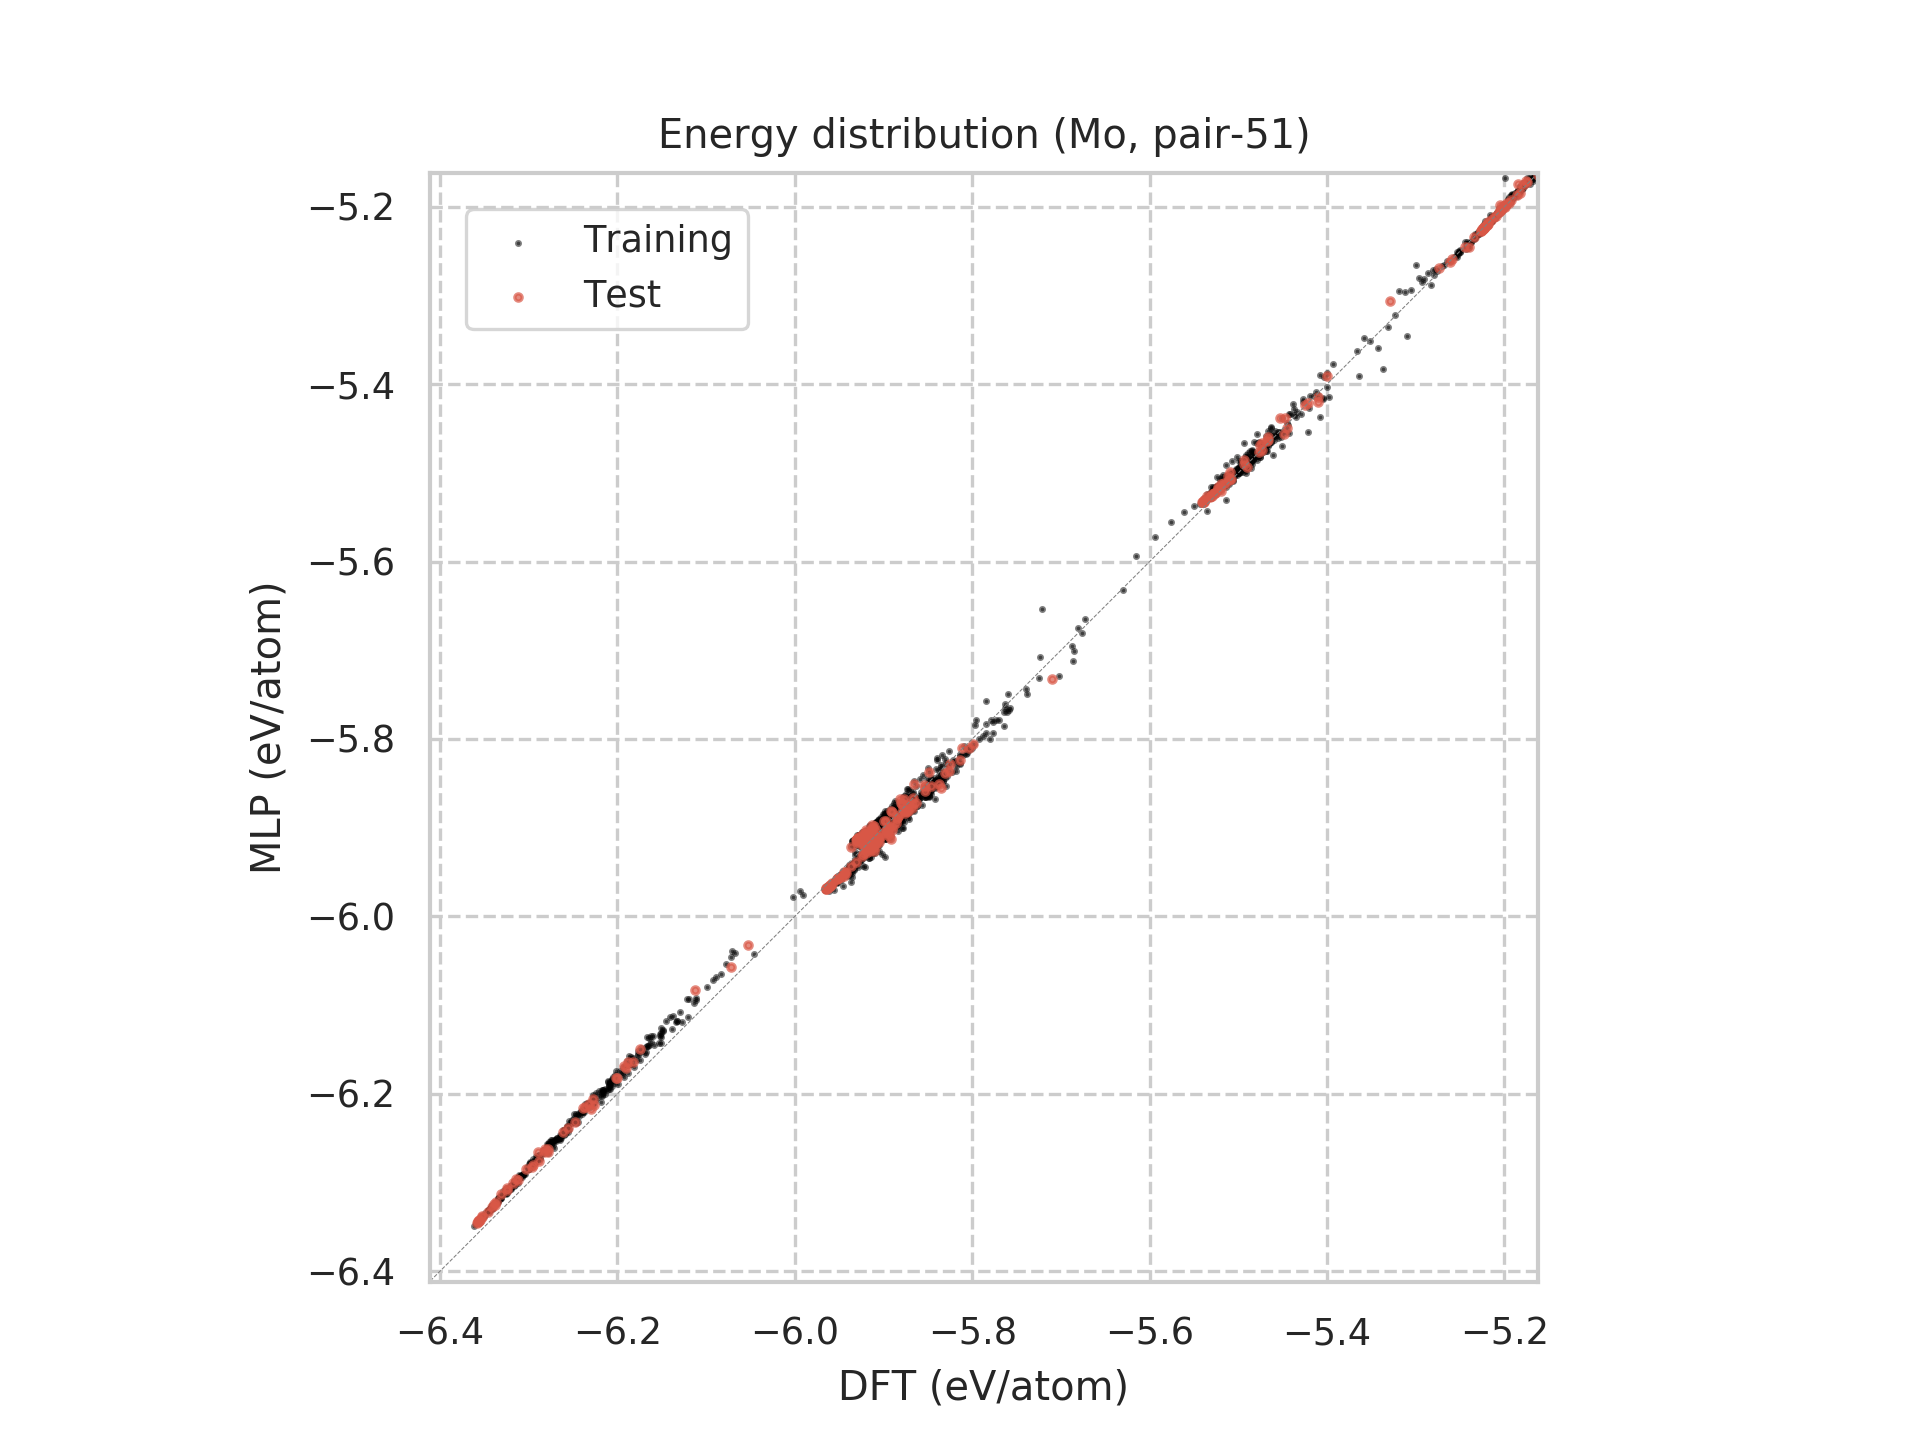 Energy distribution (Mo, pair-51)
Training
Test
−5.2
−5.4
−5.6
−5.8
−6.0
−6.2
−6.4
MLP (eV/atom)
−6.4 −6.2 −6.0 −5.8 −5.6 −5.4 −5.2
DFT (eV/atom)